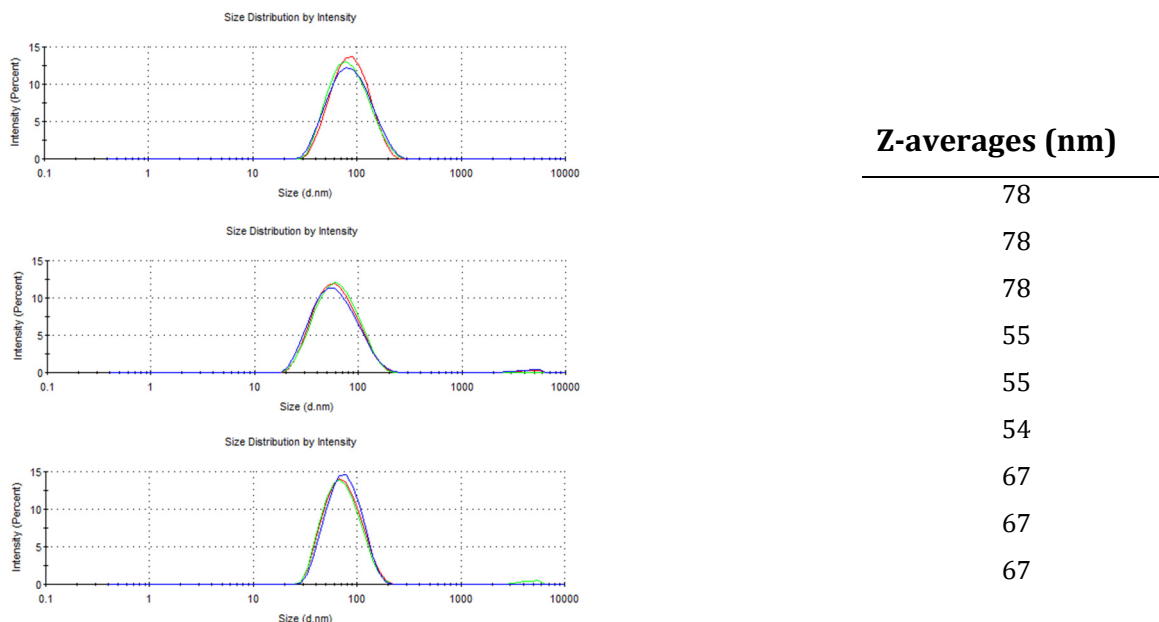 Size Distribution by Intensity
Intensity (Percent)
15
10
5
0
0.1 1 10 100 1000 10000
Size (d.nm)
Size Distribution by Intensity
Intensity (Percent)
15
10
5
0
0.1 1 10 100 1000 10000
Size (d.nm)
Size Distribution by Intensity
Intensity (Percent)
15
10
5
0
0.1 1 10 100 1000 10000
Size (d.nm)
Z-averages (nm)
78
78
78
55
55
54
67
67
67